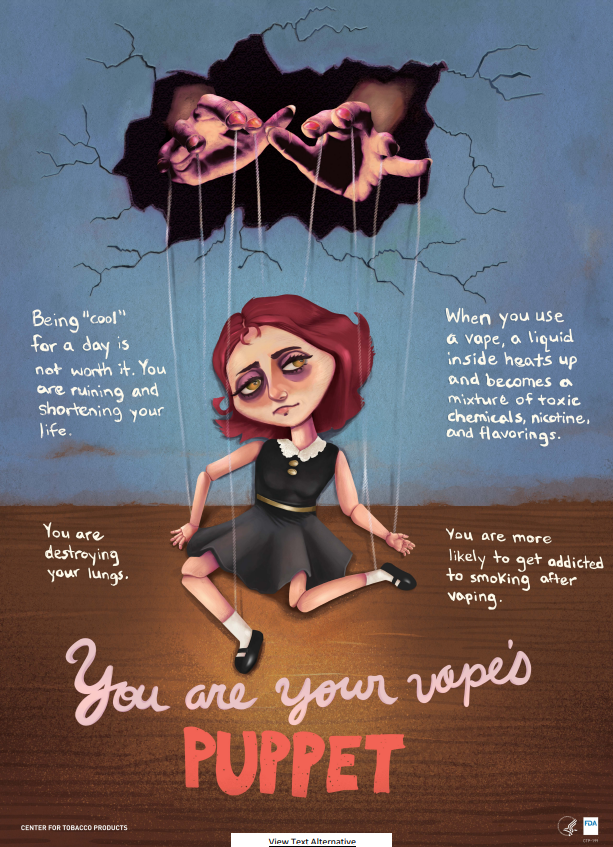 Being "cool"
for a day is
not worth it. You
are ruining and
shortening your
life.
When you use
a vape, a liquid
inside heats up
and becomes a
mixture of toxic
chemicals, nicotine,
and flavorings.
You are
destroying
your lungs.
You are more
likely to get addicted
to smoking after
vaping.
You are your vape's
PUPPET
CENTER FOR TOBACCO PRODUCTS
FDA
CTP-199
View Text Alternative